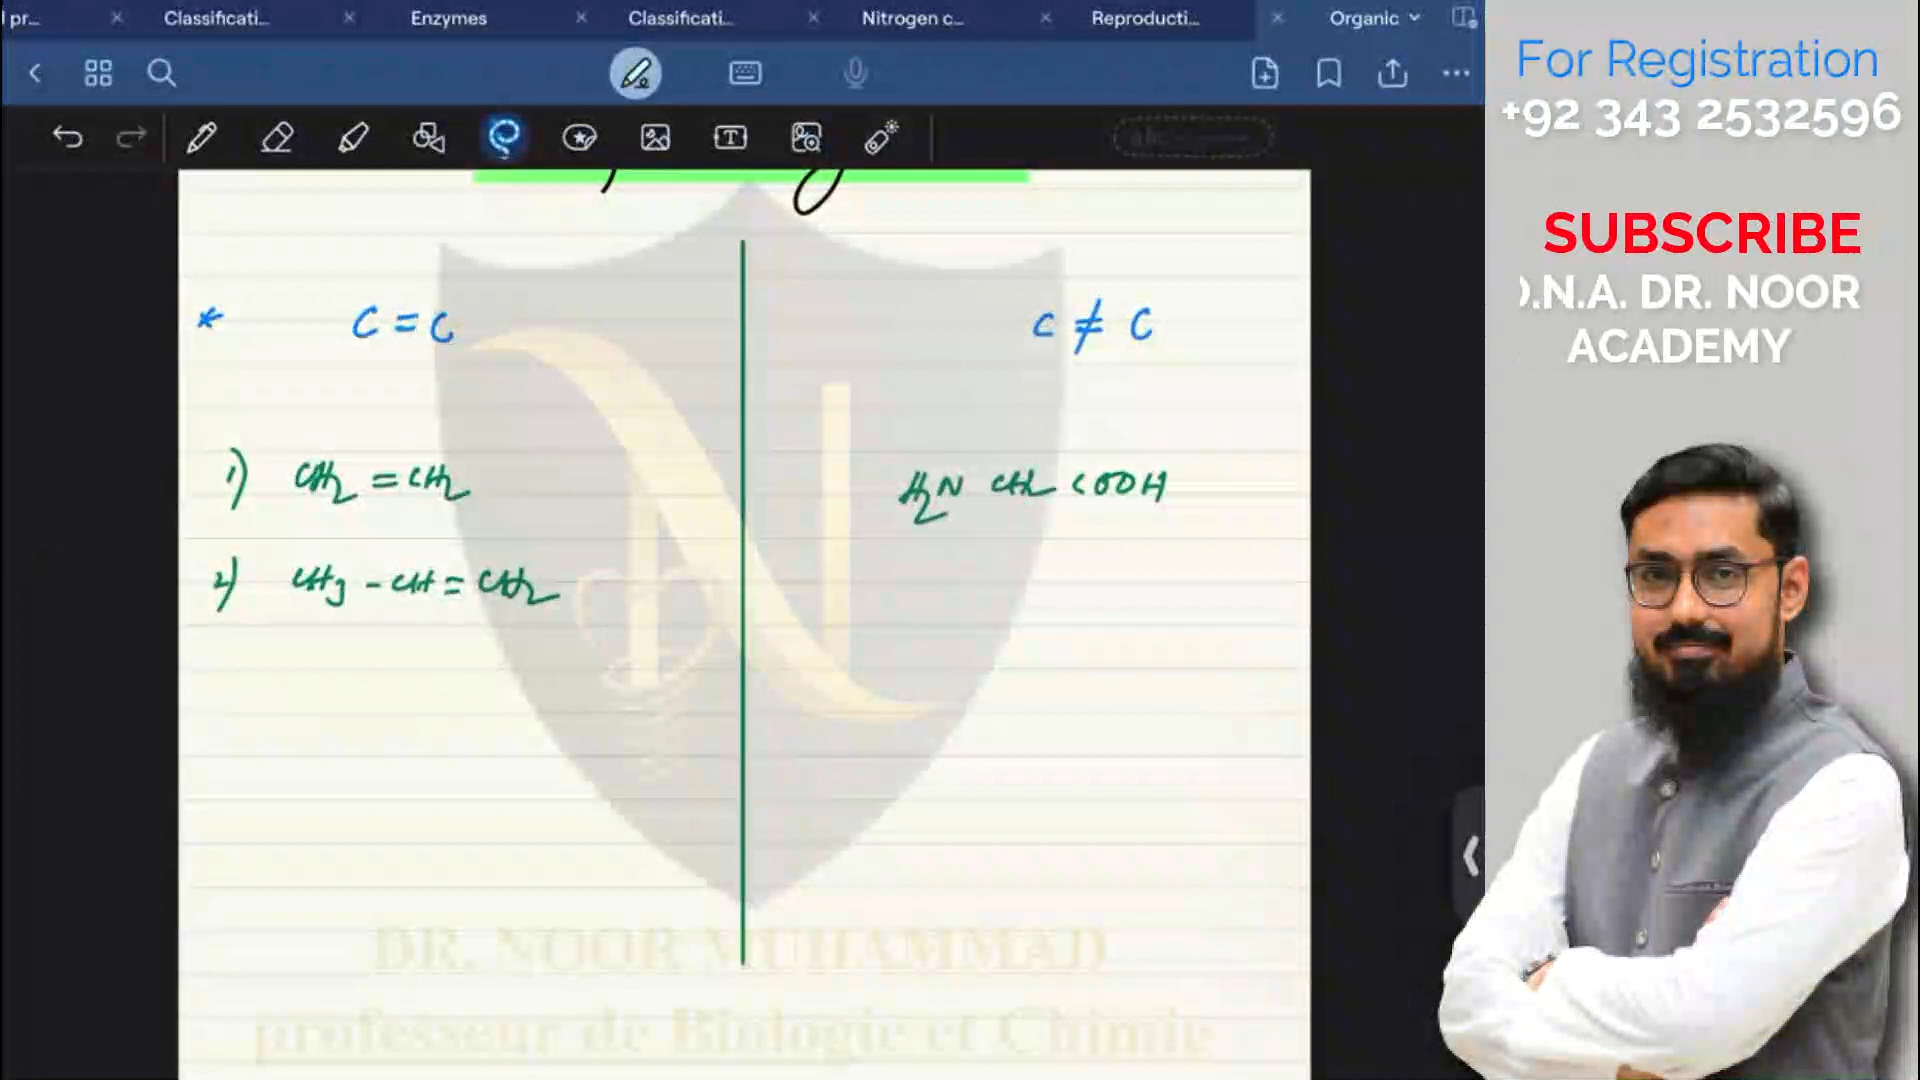 Classificati...
Enzymes
Classificati...
Nitrogen c...
Reproducti...
Organic
For Registration
+92 343 2532596
SUBSCRIBE
D.N.A. DR. NOOR
ACADEMY
* C = C
C ≠ C
1) CH2 = CH2
H2N CH2 COOH
2) CH3 - CH = CH2
DR. NOOR MUHAMMAD
professeur de Biologie et Chimie